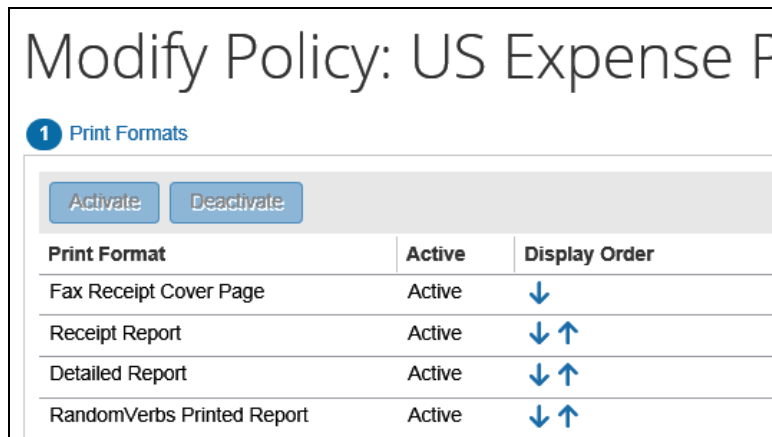 Modify Policy: US Expense P
1 Print Formats
Activate Deactivate
Print Format Active Display Order
Fax Receipt Cover Page Active
Receipt Report Active
Detailed Report Active
RandomVerbs Printed Report Active